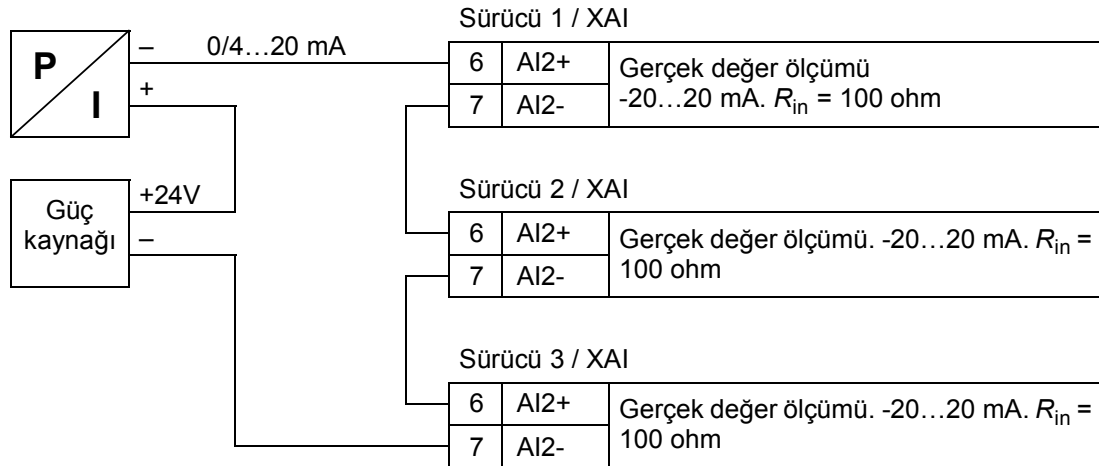 Sürücü 1 / XAI
P
I
–
0/4…20 mA
+
6 AI2+
7 AI2-
Gerçek değer ölçümü
-20…20 mA. Rin = 100 ohm
Güç
kaynağı
+24V
–
Sürücü 2 / XAI
6 AI2+
7 AI2-
Gerçek değer ölçümü. -20…20 mA. Rin =
100 ohm
Sürücü 3 / XAI
6 AI2+
7 AI2-
Gerçek değer ölçümü. -20…20 mA. Rin =
100 ohm